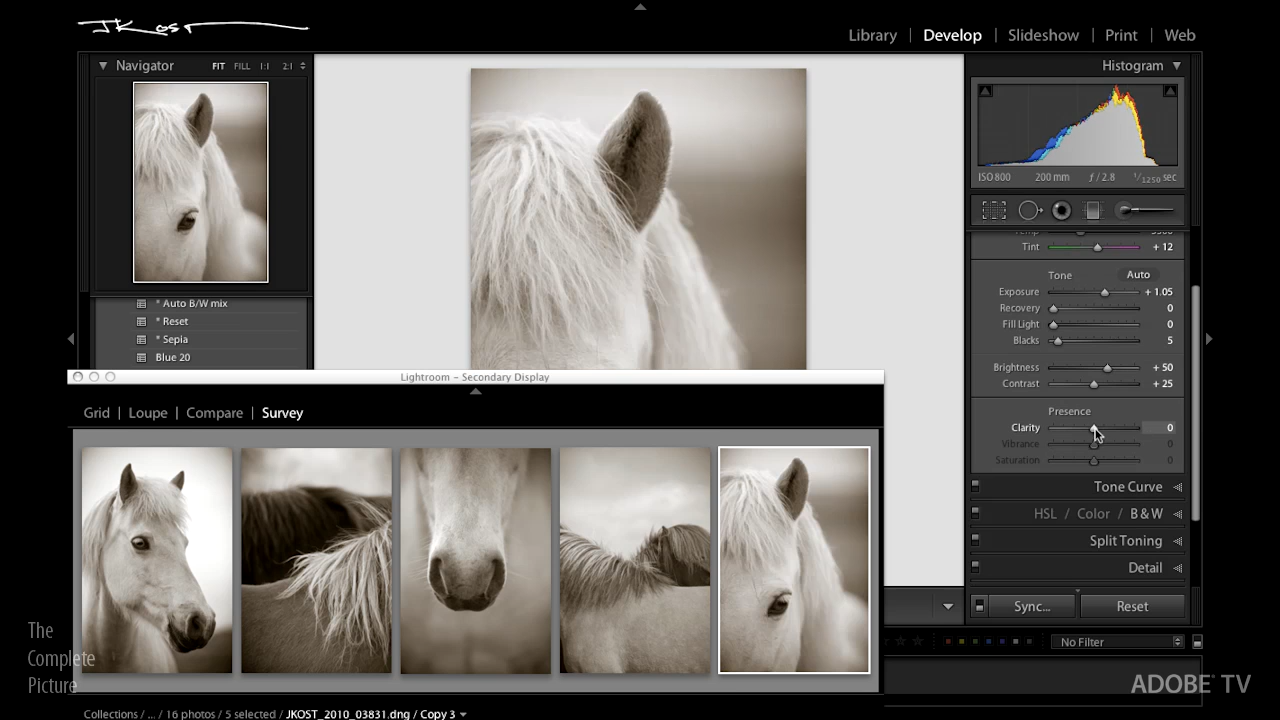 JKost
Library | Develop | Slideshow | Print | Web
Navigator FIT FILL 1:1 2:1
Histogram
ISO 800 200 mm ƒ / 2.8 1/1250 sec
Tint + 12
Tone Auto
Exposure + 1.05
Recovery 0
Fill Light 0
Blacks 5
Brightness + 50
Contrast + 25
Presence
Clarity 0
Vibrance 0
Saturation 0
Tone Curve
HSL / Color / B & W
Split Toning
Detail
Sync... Reset
No Filter
* Auto B/W mix
* Reset
* Sepia
Blue 20
Lightroom – Secondary Display
Grid | Loupe | Compare | Survey
Collections / ... / 16 photos / 5 selected / JKOST_2010_03831.dng / Copy 3
The
Complete
Picture
ADOBE® TV